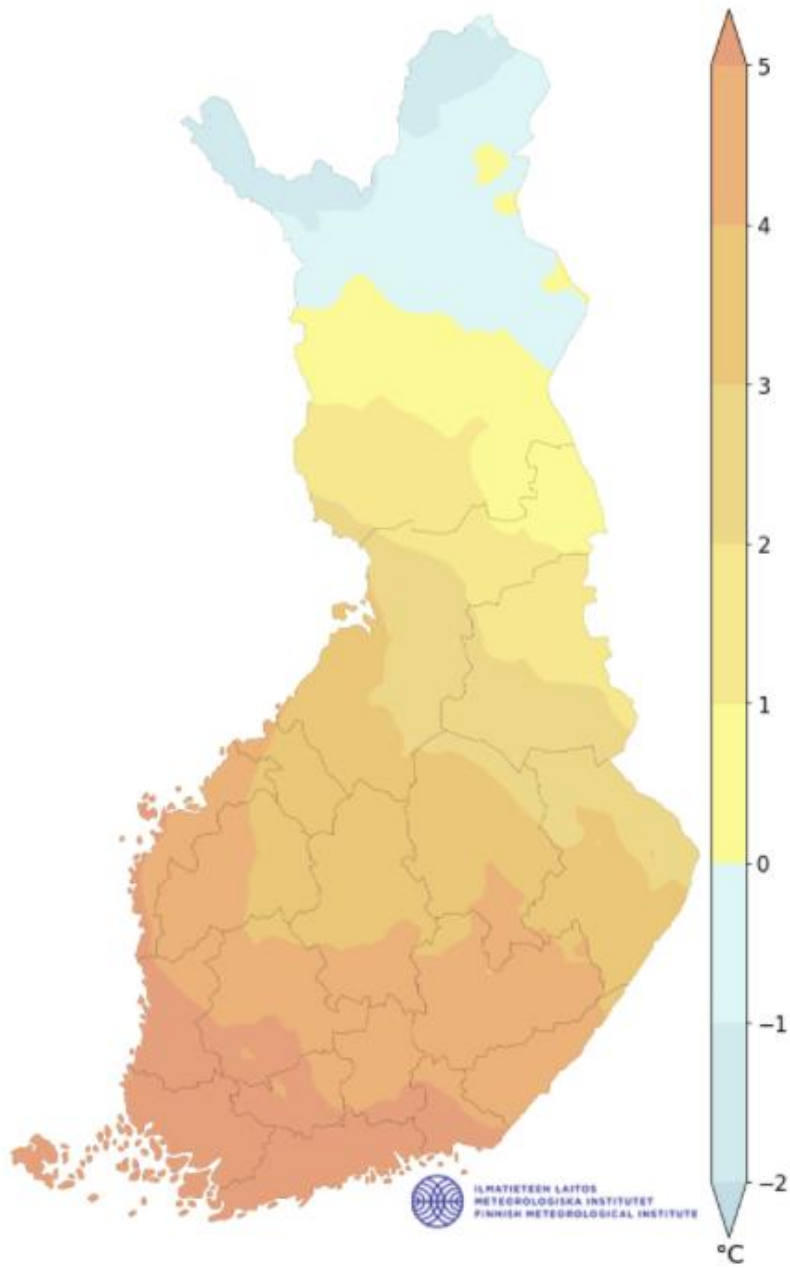 5
4
3
2
1
0
−1
−2
°C
ILMATIETEEN LAITOS
METEOROLOGISKA INSTITUTET
FINNISH METEOROLOGICAL INSTITUTE